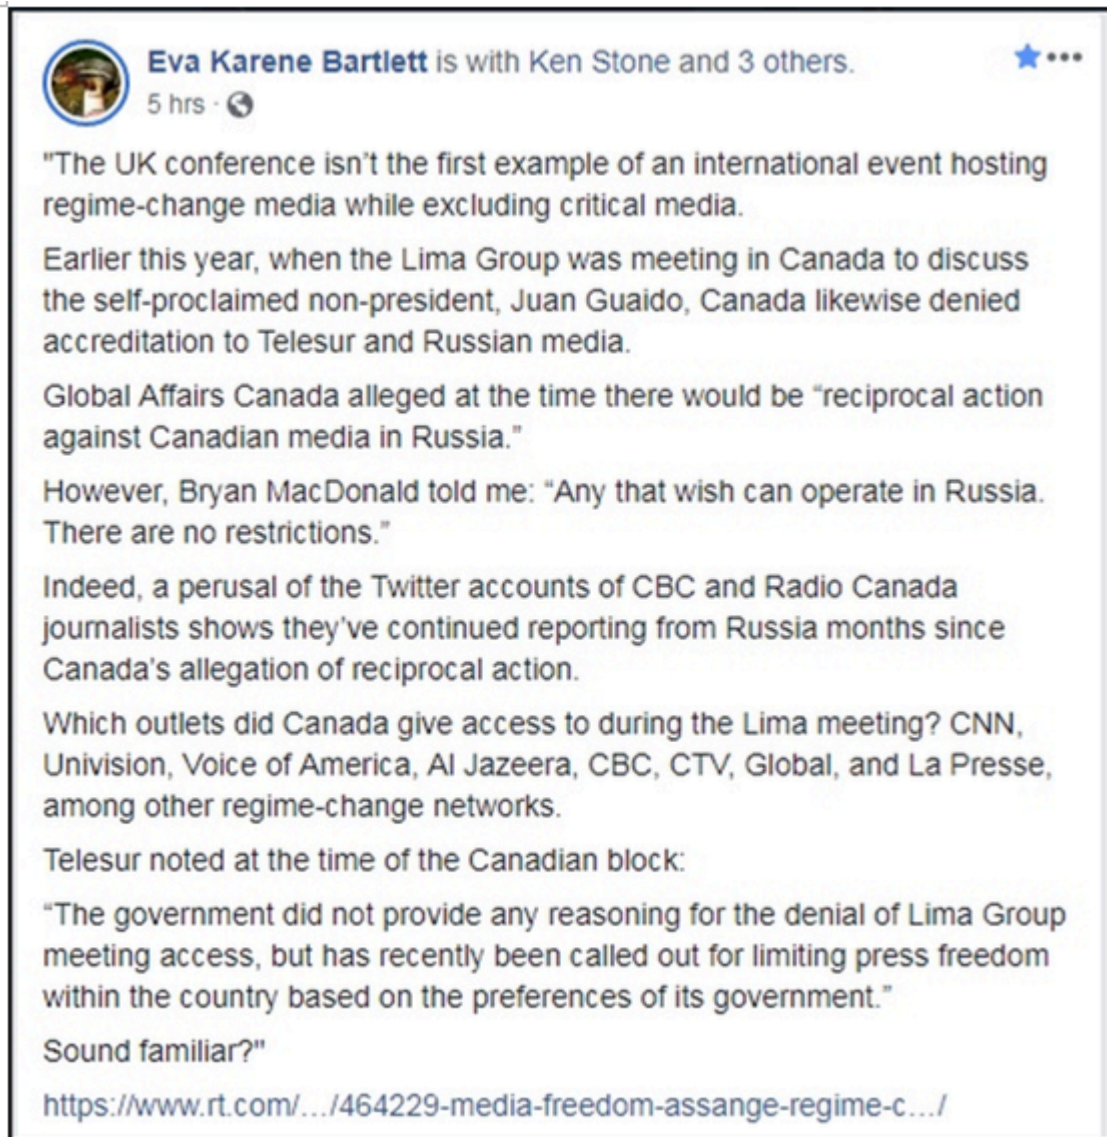 Eva Karene Bartlett is with Ken Stone and 3 others.
5 hrs ·
"The UK conference isn't the first example of an international event hosting
regime-change media while excluding critical media.
Earlier this year, when the Lima Group was meeting in Canada to discuss
the self-proclaimed non-president, Juan Guaido, Canada likewise denied
accreditation to Telesur and Russian media.
Global Affairs Canada alleged at the time there would be “reciprocal action
against Canadian media in Russia.”
However, Bryan MacDonald told me: “Any that wish can operate in Russia.
There are no restrictions.”
Indeed, a perusal of the Twitter accounts of CBC and Radio Canada
journalists shows they've continued reporting from Russia months since
Canada's allegation of reciprocal action.
Which outlets did Canada give access to during the Lima meeting? CNN,
Univision, Voice of America, Al Jazeera, CBC, CTV, Global, and La Presse,
among other regime-change networks.
Telesur noted at the time of the Canadian block:
“The government did not provide any reasoning for the denial of Lima Group
meeting access, but has recently been called out for limiting press freedom
within the country based on the preferences of its government.”
Sound familiar?"
https://www.rt.com/.../464229-media-freedom-assange-regime-c.../